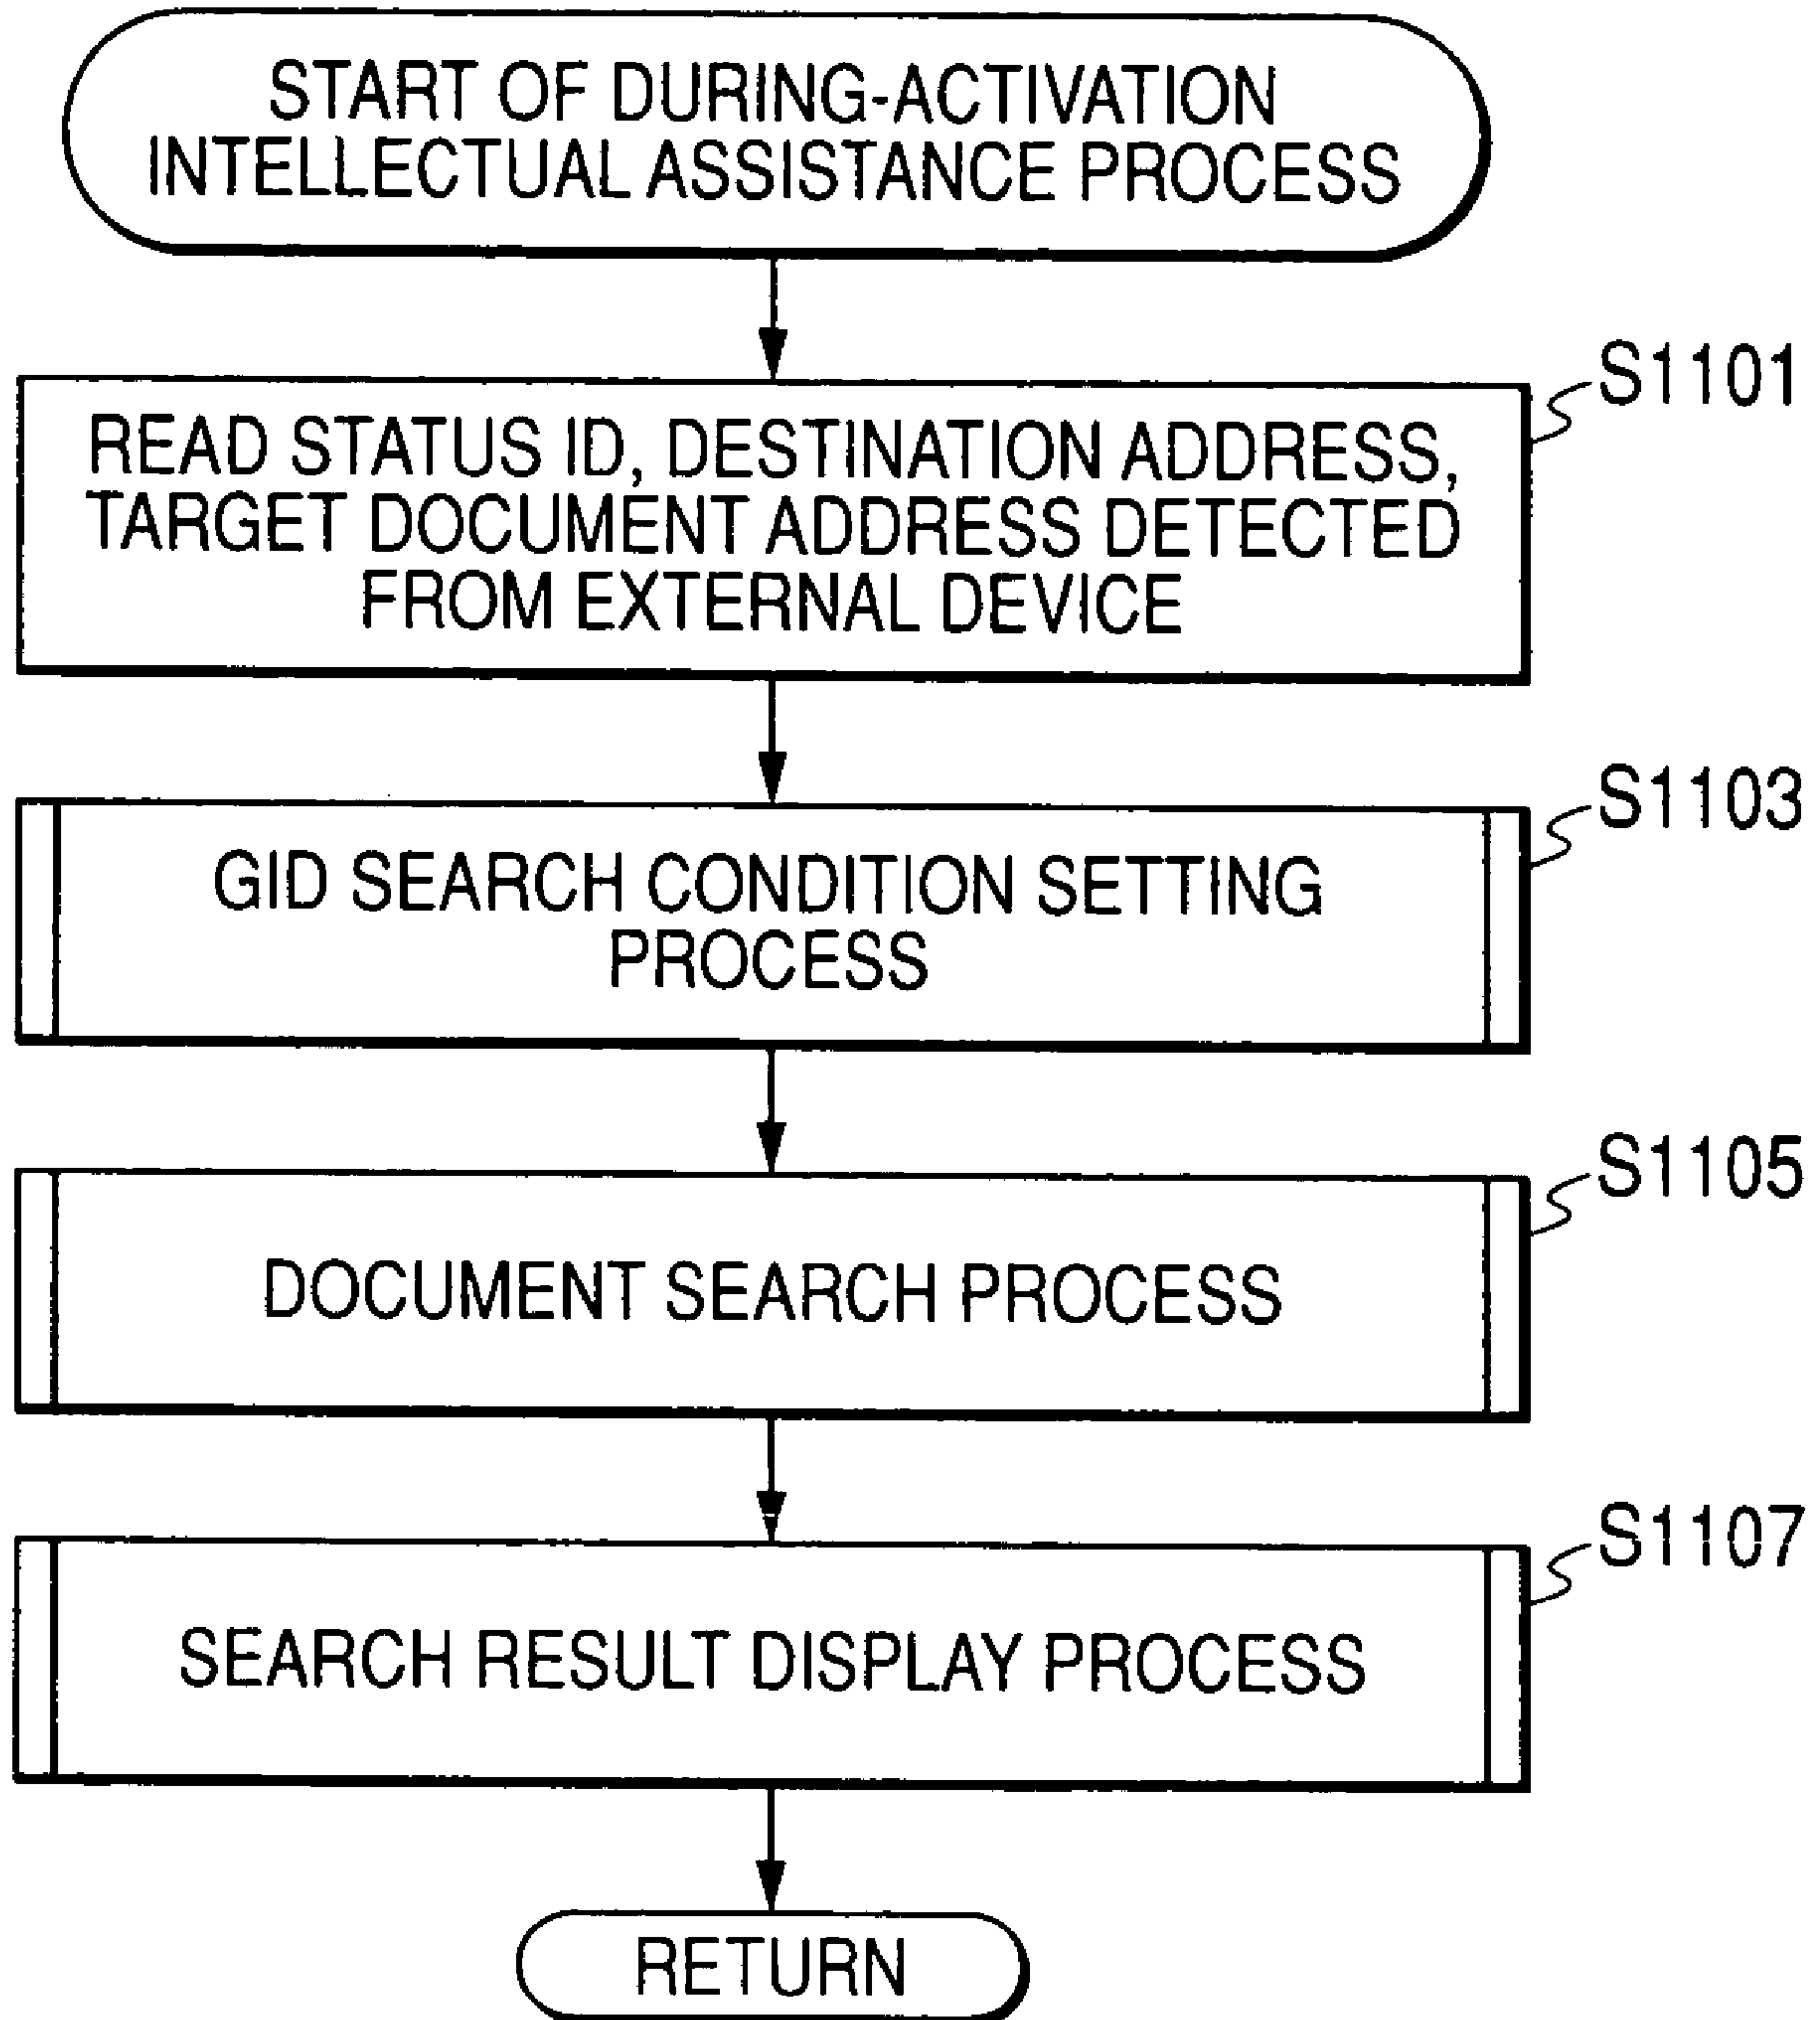 START OF DURING-ACTIVATION
INTELLECTUAL ASSISTANCE PROCESS
S1101
READ STATUS ID, DESTINATION ADDRESS,
TARGET DOCUMENT ADDRESS DETECTED
FROM EXTERNAL DEVICE
S1103
GID SEARCH CONDITION SETTING
PROCESS
S1105
DOCUMENT SEARCH PROCESS
S1107
SEARCH RESULT DISPLAY PROCESS
RETURN